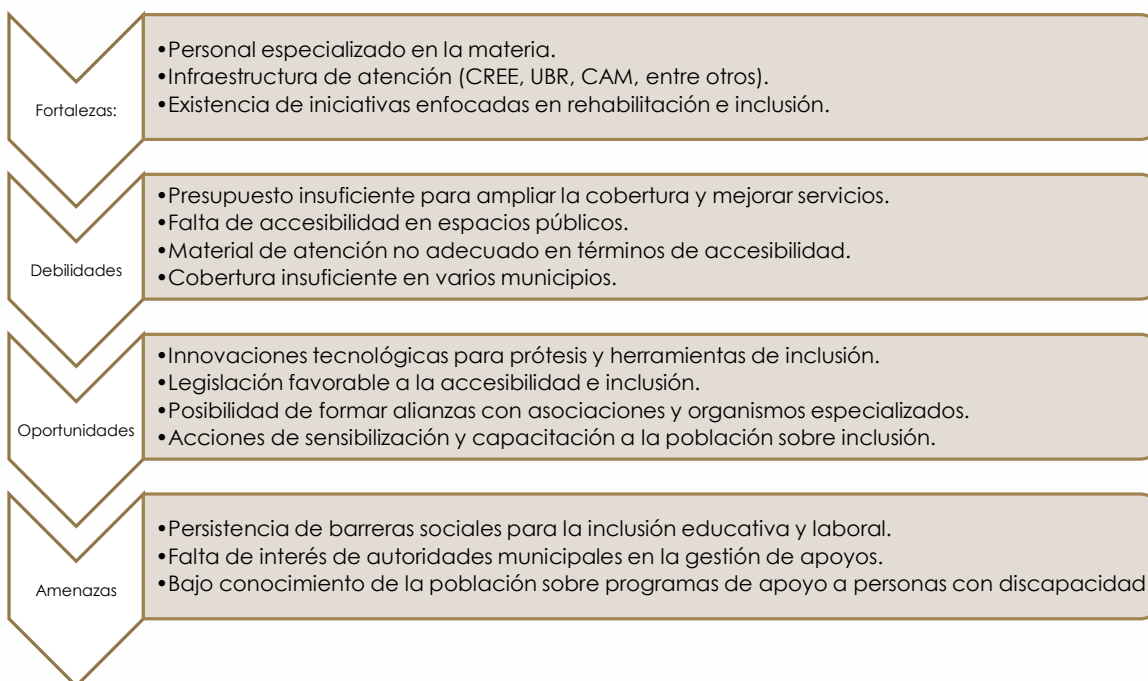 Fortalezas:
•Personal especializado en la materia.
•Infraestructura de atención (CREE, UBR, CAM, entre otros).
•Existencia de iniciativas enfocadas en rehabilitación e inclusión.
Debilidades
•Presupuesto insuficiente para ampliar la cobertura y mejorar servicios.
•Falta de accesibilidad en espacios públicos.
•Material de atención no adecuado en términos de accesibilidad.
•Cobertura insuficiente en varios municipios.
Oportunidades
•Innovaciones tecnológicas para prótesis y herramientas de inclusión.
•Legislación favorable a la accesibilidad e inclusión.
•Posibilidad de formar alianzas con asociaciones y organismos especializados.
•Acciones de sensibilización y capacitación a la población sobre inclusión.
Amenazas
•Persistencia de barreras sociales para la inclusión educativa y laboral.
•Falta de interés de autoridades municipales en la gestión de apoyos.
•Bajo conocimiento de la población sobre programas de apoyo a personas con discapacidad